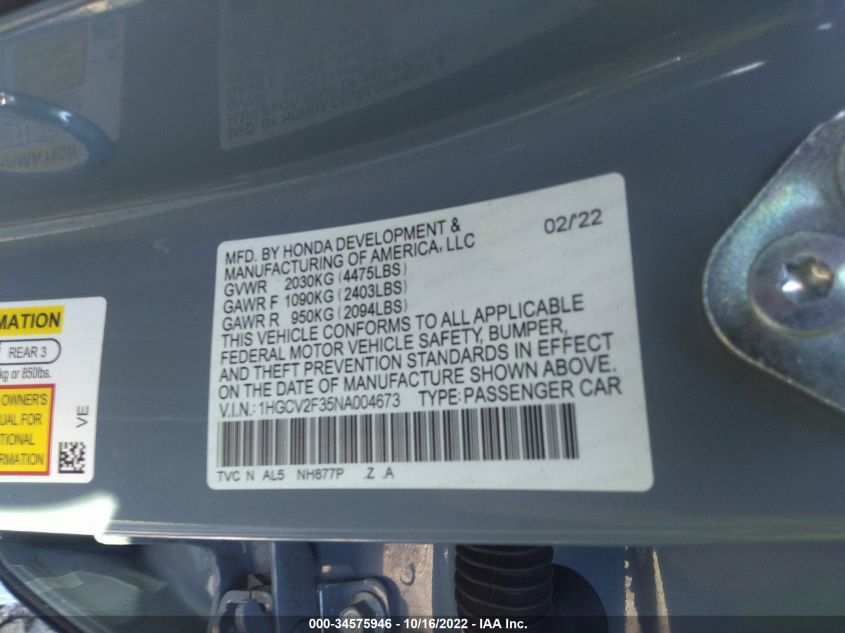 MFD. BY HONDA DEVELOPMENT &
MANUFACTURING OF AMERICA, LLC
02/'22
GVWR 2030KG (4475LBS)
GAWR F 1090KG (2403LBS)
GAWR R 950KG (2094LBS)
THIS VEHICLE CONFORMS TO ALL APPLICABLE
FEDERAL MOTOR VEHICLE SAFETY, BUMPER,
AND THEFT PREVENTION STANDARDS IN EFFECT
ON THE DATE OF MANUFACTURE SHOWN ABOVE.
V.I.N.: 1HGCV2F35NA004673 TYPE: PASSENGER CAR
TVC N AL5 NH877P .Z .A
MATION
REAR 3
kg or 850lbs.
OWNER'S
UAL FOR
TIONAL
RMATION
VE
000-34575946 - 10/16/2022 - IAA Inc.